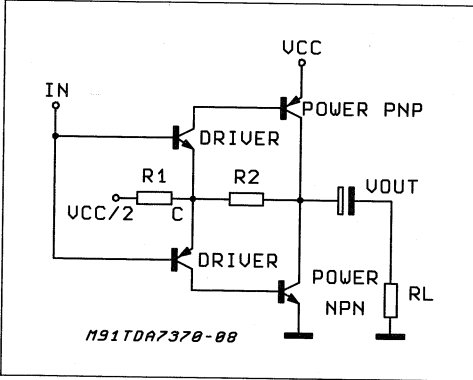 VCC
IN
POWER PNP
DRIVER
R1
R2
VOUT
VCC/2
C
DRIVER
POWER
NPN
RL
M91TDA7370-08